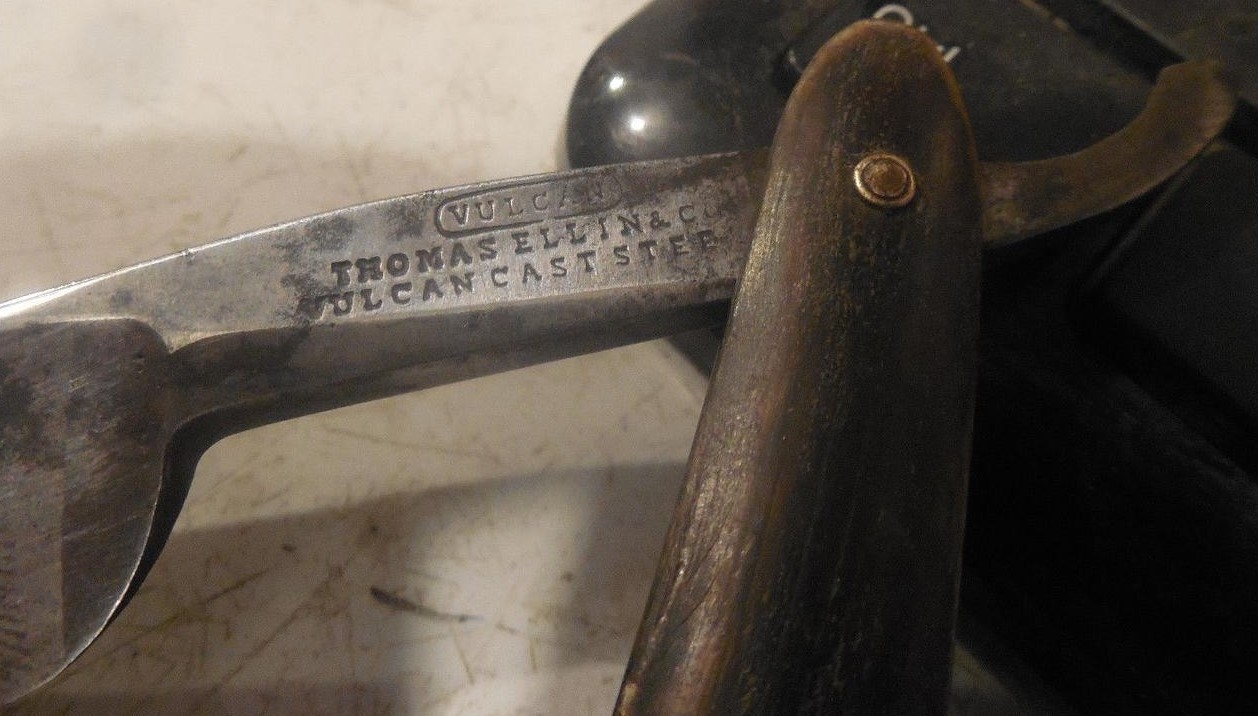 VULCAN
THOMAS ELLIN & Co
VULCAN CAST STEEL